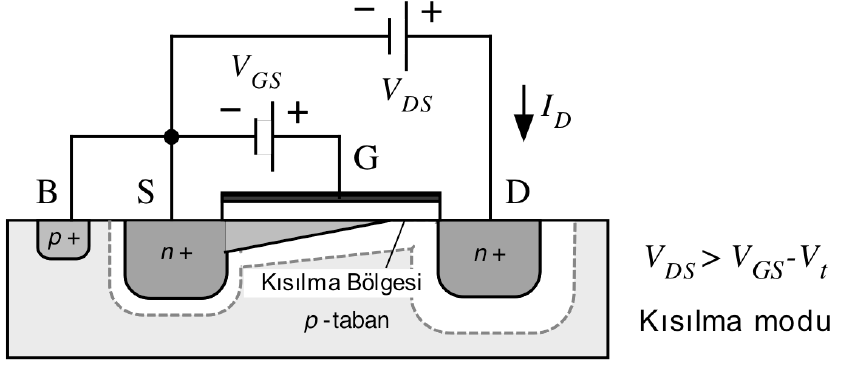 − +
V_GS
V_DS
− +
I_D
G
B S D
p+ n+ n+
Kısılma Bölgesi
p-taban
V_DS > V_GS-V_t
Kısılma modu